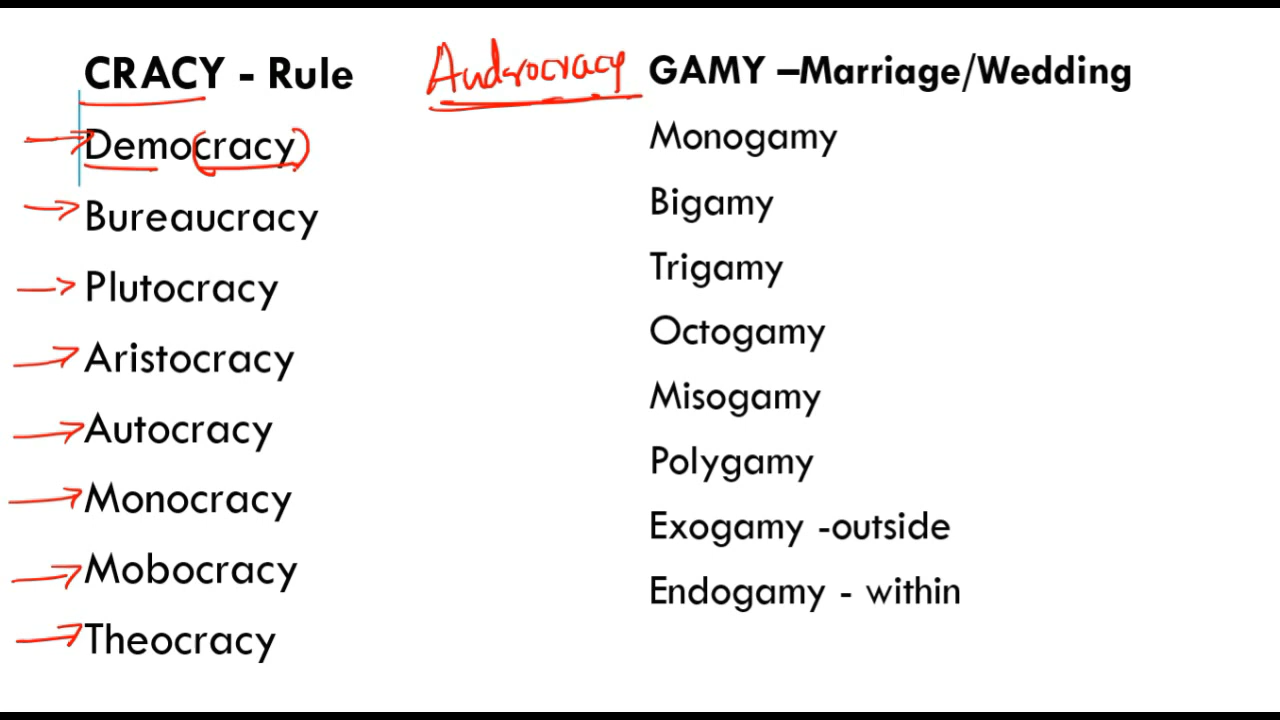 CRACY - Rule
Democracy
Bureaucracy
Plutocracy
Aristocracy
Autocracy
Monocracy
Mobocracy
Theocracy
Androcracy
GAMY –Marriage/Wedding
Monogamy
Bigamy
Trigamy
Octogamy
Misogamy
Polygamy
Exogamy -outside
Endogamy - within